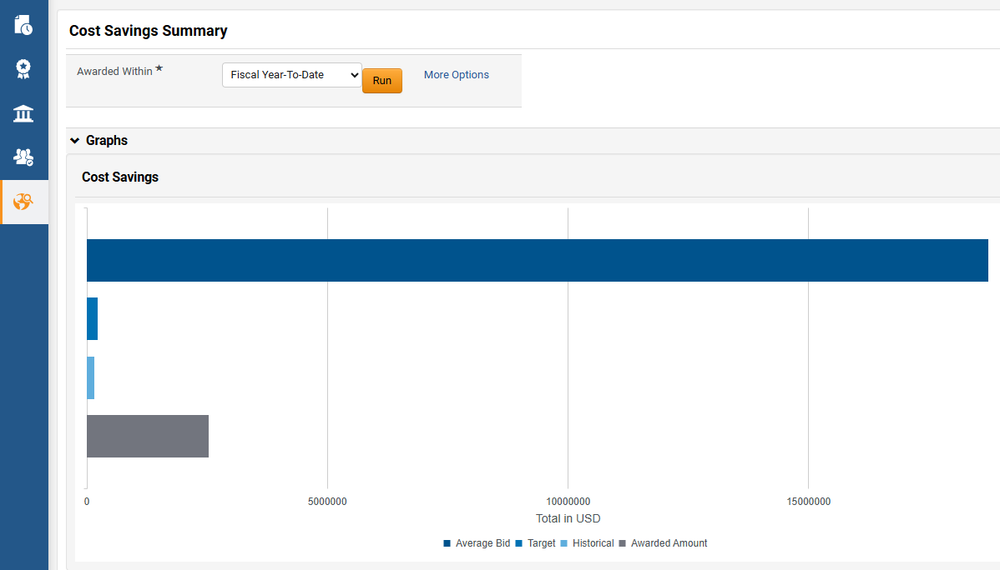 Cost Savings Summary
Awarded Within ★
Fiscal Year-To-Date
Run
More Options
Graphs
Cost Savings
0 5000000 10000000 15000000
Total in USD
Average Bid Target Historical Awarded Amount